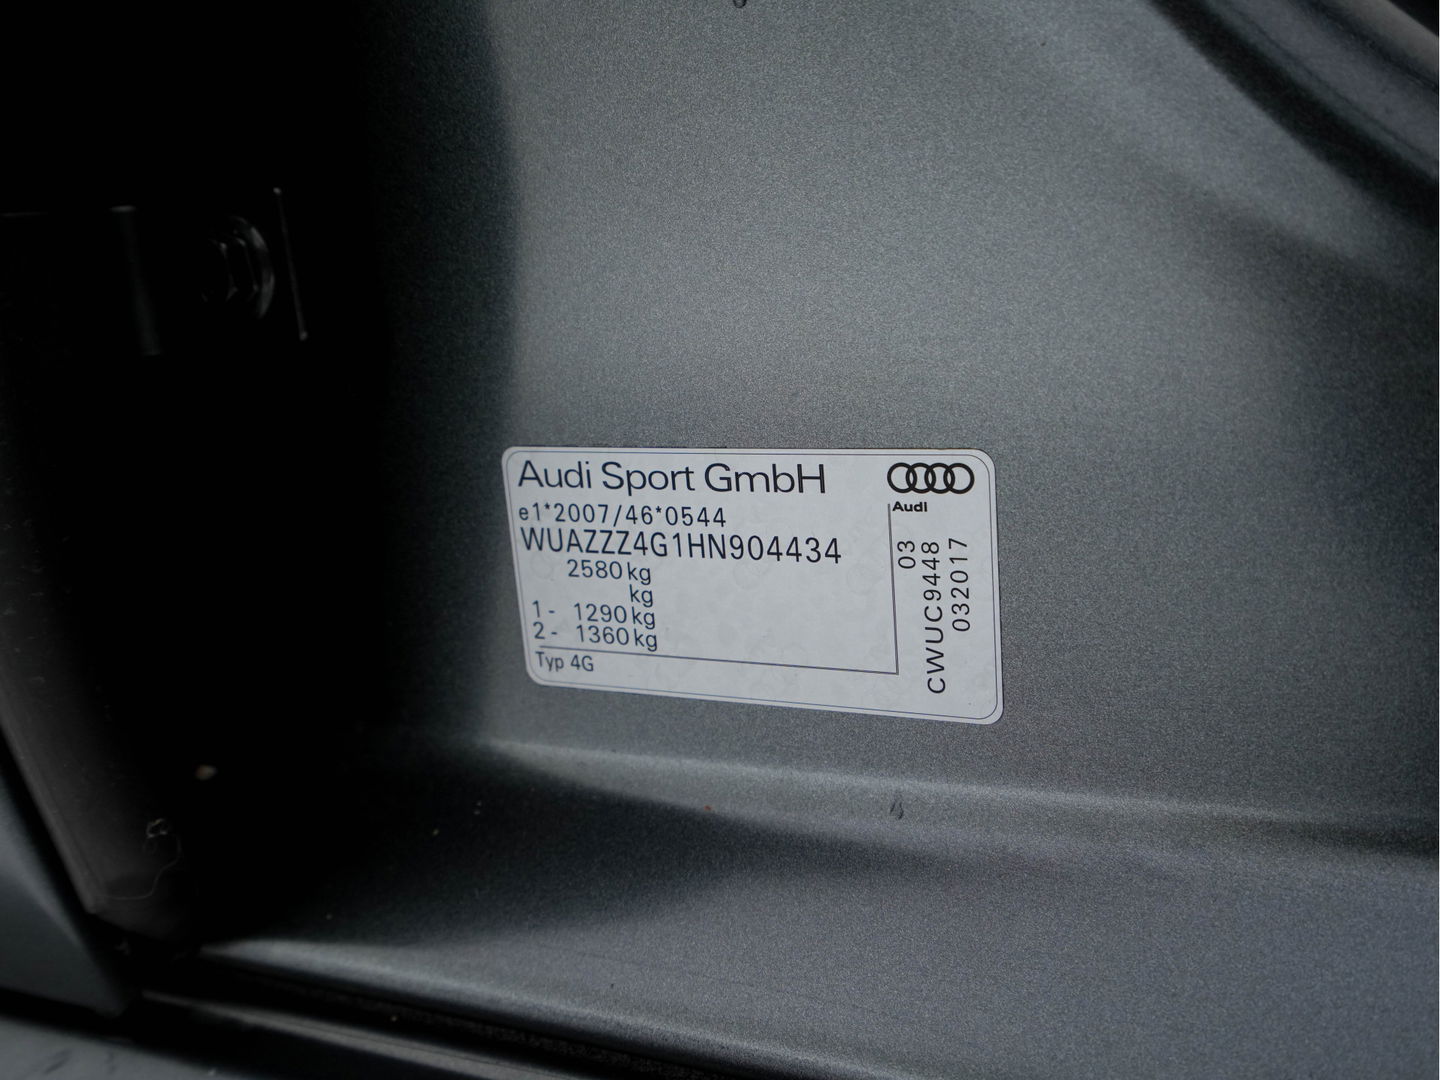 Audi Sport GmbH
Audi
e1*2007/46*0544
WUAZZZ4G1HN904434
2580 kg
kg
1 - 1290 kg
2 - 1360 kg
Typ 4G
03
CWUC9448
032017